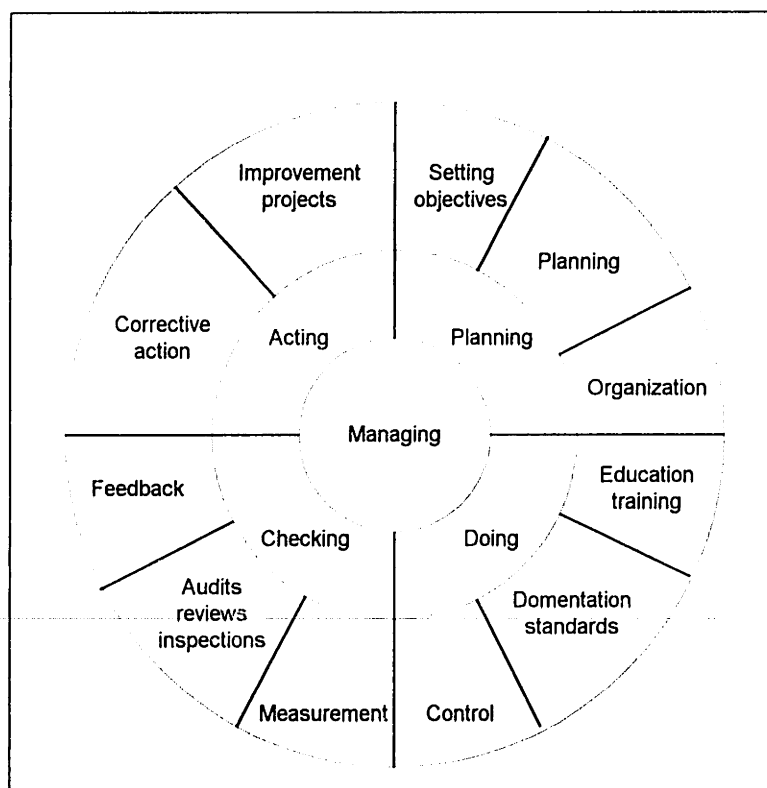 Improvement
projects
Setting
objectives
Planning
Corrective
action
Acting
Planning
Organization
Managing
Feedback
Education
training
Checking
Doing
Audits
reviews
inspections
Domentation
standards
Measurement
Control